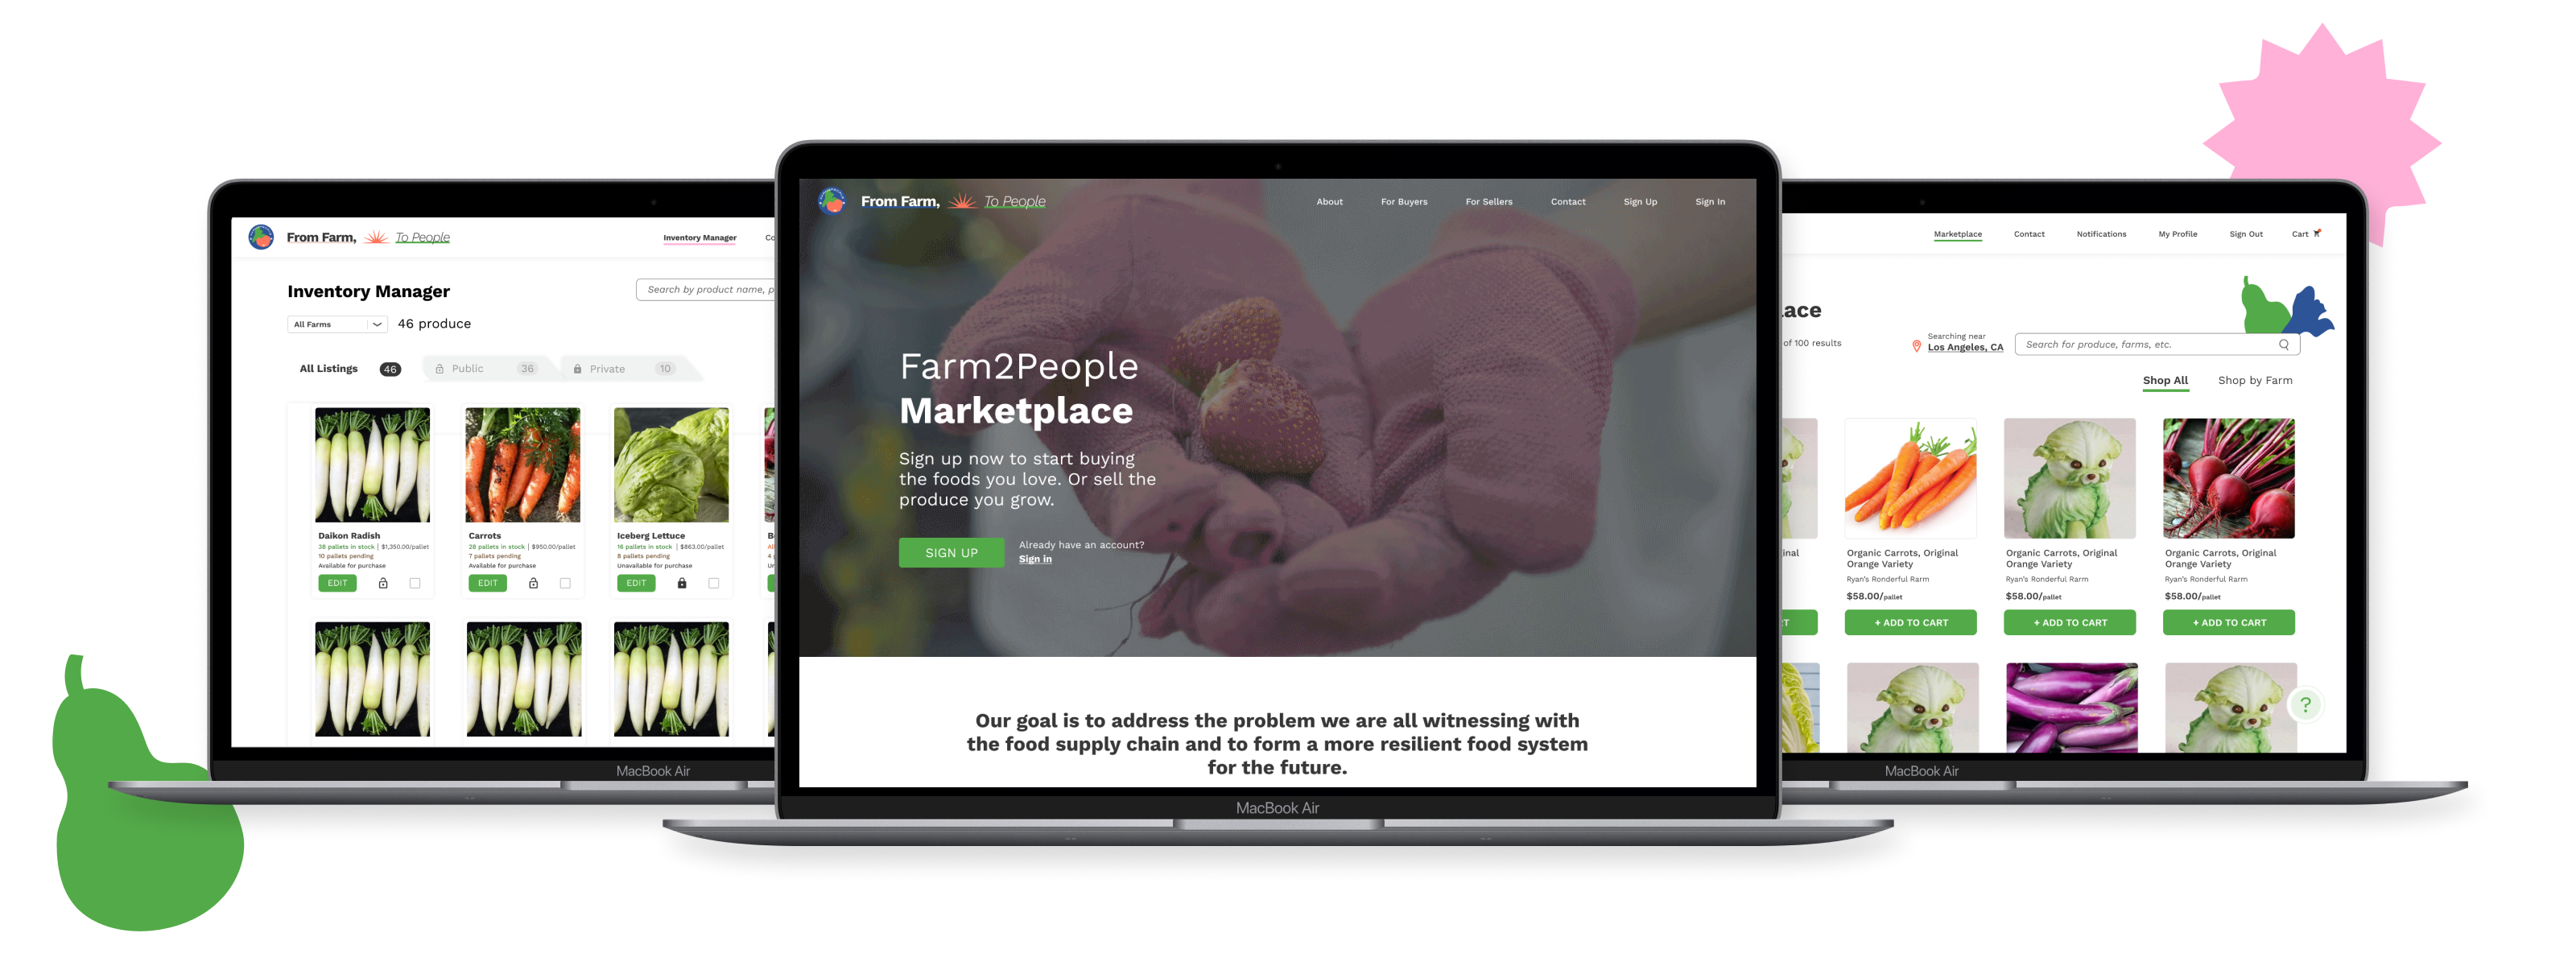 From Farm, To People
Inventory Manager
Inventory Manager
Search by product name, p
All Farms
46 produce
All Listings 46
Public 36
Private 10
Daikon Radish
38 pallets in stock | $1,350.00/pallet
10 pallets pending
Available for purchase
EDIT
Carrots
28 pallets in stock | $950.00/pallet
7 pallets pending
Available for purchase
EDIT
Iceberg Lettuce
16 pallets in stock | $863.00/pallet
8 pallets pending
Unavailable for purchase
EDIT
MacBook Air
From Farm, To People
About
For Buyers
For Sellers
Contact
Sign Up
Sign In
Farm2People
Marketplace
Sign up now to start buying
the foods you love. Or sell the
produce you grow.
SIGN UP
Already have an account?
Sign in
Our goal is to address the problem we are all witnessing with
the food supply chain and to form a more resilient food system
for the future.
MacBook Air
Marketplace
Contact
Notifications
My Profile
Sign Out
Cart
lace
of 100 results
Searching near
Los Angeles, CA
Search for produce, farms, etc.
Shop All
Shop by Farm
inal
Organic Carrots, Original
Orange Variety
Ryan's Ronderful Rarm
$58.00/pallet
+ ADD TO CART
Organic Carrots, Original
Orange Variety
Ryan's Ronderful Rarm
$58.00/pallet
+ ADD TO CART
Organic Carrots, Original
Orange Variety
Ryan's Ronderful Rarm
$58.00/pallet
+ ADD TO CART
?
MacBook Air